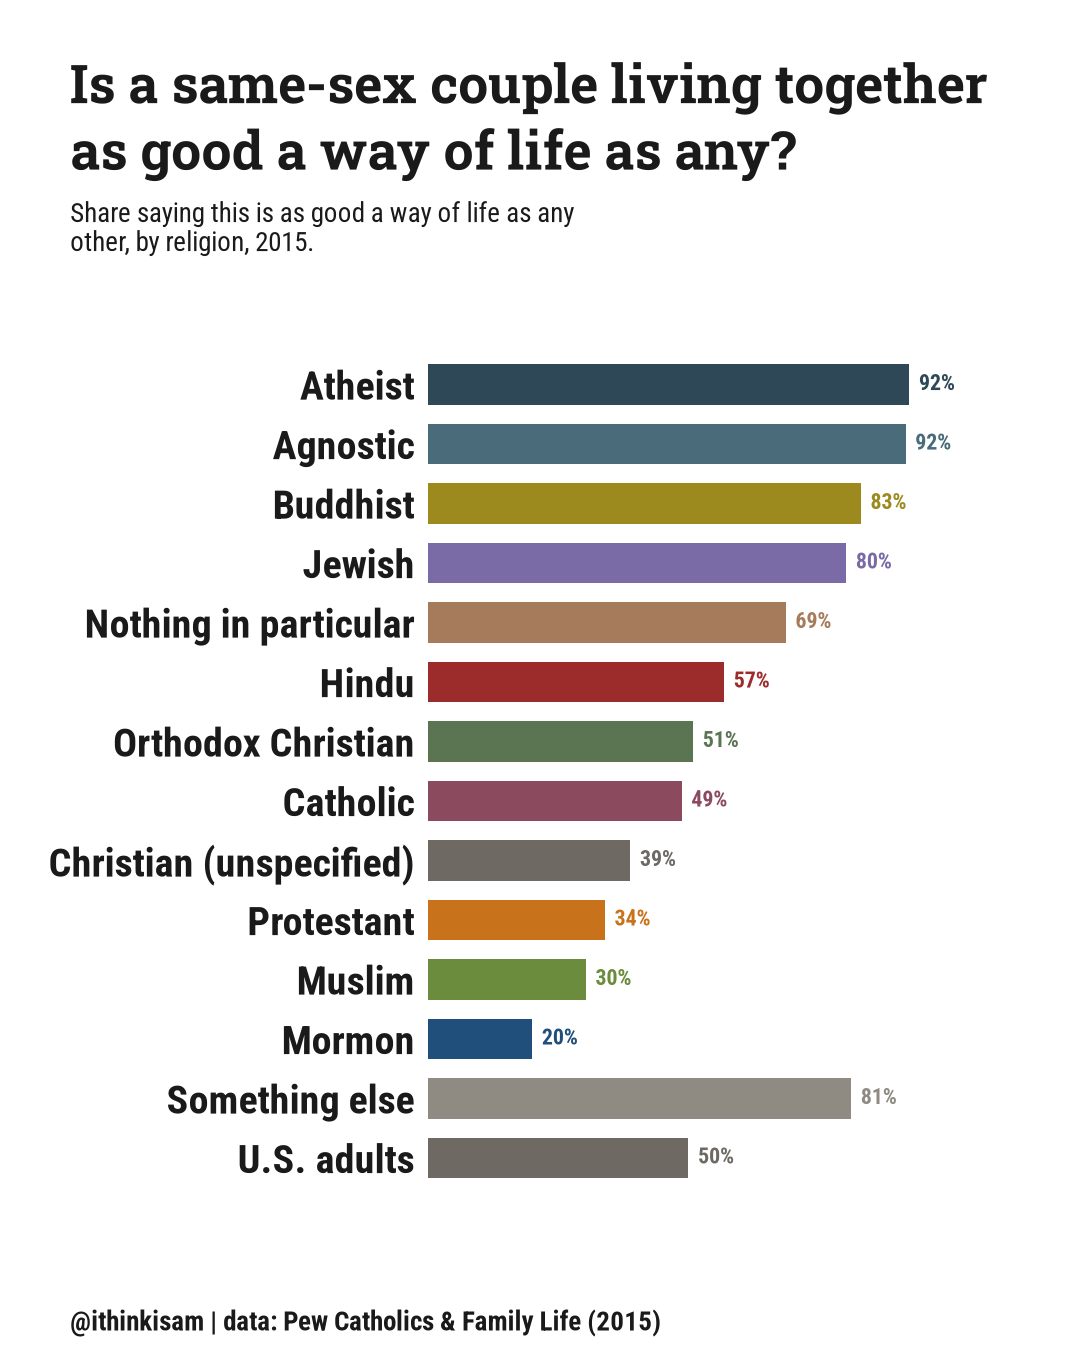 Is a same-sex couple living together
as good a way of life as any?
Share saying this is as good a way of life as any
other, by religion, 2015.
Atheist 92%
Agnostic 92%
Buddhist 83%
Jewish 80%
Nothing in particular 69%
Hindu 57%
Orthodox Christian 51%
Catholic 49%
Christian (unspecified) 39%
Protestant 34%
Muslim 30%
Mormon 20%
Something else 81%
U.S. adults 50%
@ithinkisam | data: Pew Catholics & Family Life (2015)